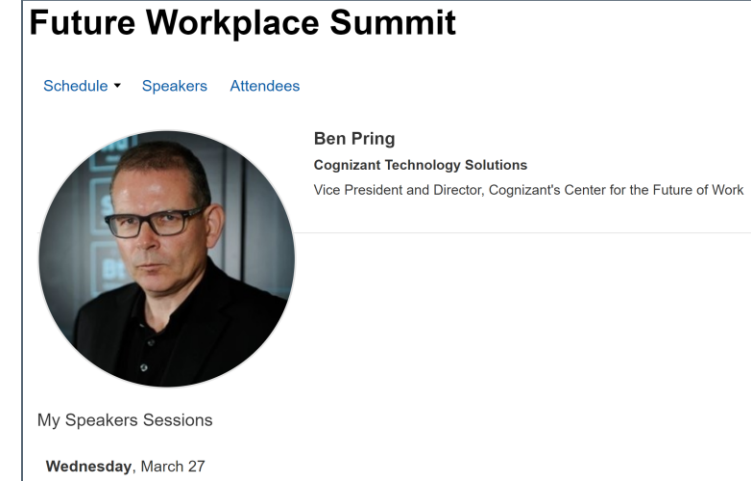 Future Workplace Summit
Schedule Speakers Attendees
Ben Pring
Cognizant Technology Solutions
Vice President and Director, Cognizant's Center for the Future of Work
My Speakers Sessions
Wednesday, March 27